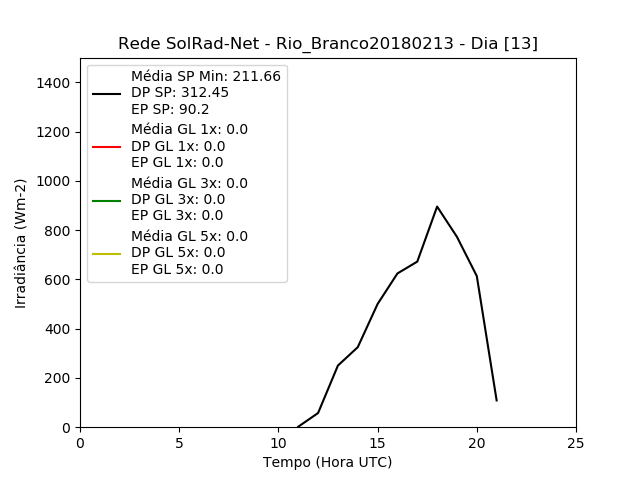 Rede SolRad-Net - Rio_Branco20180213 - Dia [13]
Média SP Min: 211.66
DP SP: 312.45
EP SP: 90.2
Média GL 1x: 0.0
DP GL 1x: 0.0
EP GL 1x: 0.0
Média GL 3x: 0.0
DP GL 3x: 0.0
EP GL 3x: 0.0
Média GL 5x: 0.0
DP GL 5x: 0.0
EP GL 5x: 0.0
Irradiância (Wm-2)
1400
1200
1000
800
600
400
200
0
0 5 10 15 20 25
Tempo (Hora UTC)